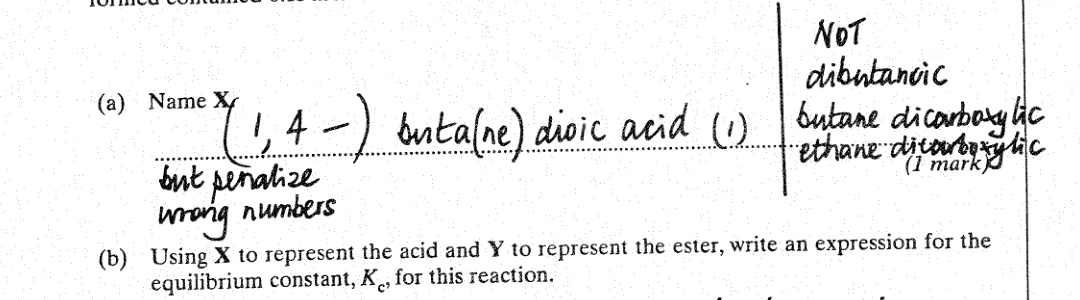 (a) Name X
(1, 4 -) buta(ne) dioic acid (1)
but penalize
wrong numbers
NOT
dibutanoic
butane dicarboxylic
ethane dicarboxylic
(1 mark)
(b) Using X to represent the acid and Y to represent the ester, write an expression for the
equilibrium constant, Kc, for this reaction.